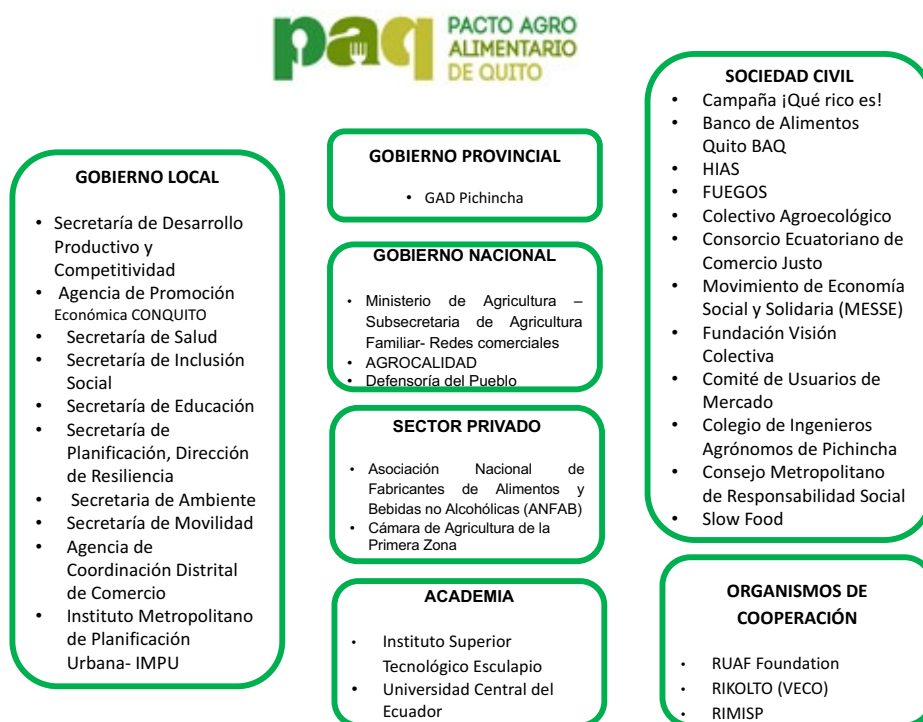 paq
PACTO AGRO
ALIMENTARIO
DE QUITO
GOBIERNO LOCAL
• Secretaría de Desarrollo
Productivo y
Competitividad
• Agencia de Promoción
Económica CONQUITO
• Secretaría de Salud
• Secretaría de Inclusión
Social
• Secretaría de Educación
• Secretaría de
Planificación, Dirección
de Resiliencia
• Secretaria de Ambiente
• Secretaría de Movilidad
• Agencia de
Coordinación Distrital
de Comercio
• Instituto Metropolitano
de Planificación
Urbana- IMPU
GOBIERNO PROVINCIAL
• GAD Pichincha
GOBIERNO NACIONAL
• Ministerio de Agricultura –
Subsecretaria de Agricultura
Familiar- Redes comerciales
• AGROCALIDAD
• Defensoría del Pueblo
SECTOR PRIVADO
• Asociación Nacional de
Fabricantes de Alimentos y
Bebidas no Alcohólicas (ANFAB)
• Cámara de Agricultura de la
Primera Zona
ACADEMIA
• Instituto Superior
Tecnológico Esculapio
• Universidad Central del
Ecuador
SOCIEDAD CIVIL
• Campaña ¡Qué rico es!
• Banco de Alimentos
Quito BAQ
• HIAS
• FUEGOS
• Colectivo Agroecológico
• Consorcio Ecuatoriano de
Comercio Justo
• Movimiento de Economía
Social y Solidaria (MESSE)
• Fundación Visión
Colectiva
• Comité de Usuarios de
Mercado
• Colegio de Ingenieros
Agrónomos de Pichincha
• Consejo Metropolitano
de Responsabilidad Social
• Slow Food
ORGANISMOS DE
COOPERACIÓN
• RUAF Foundation
• RIKOLTO (VECO)
• RIMISP